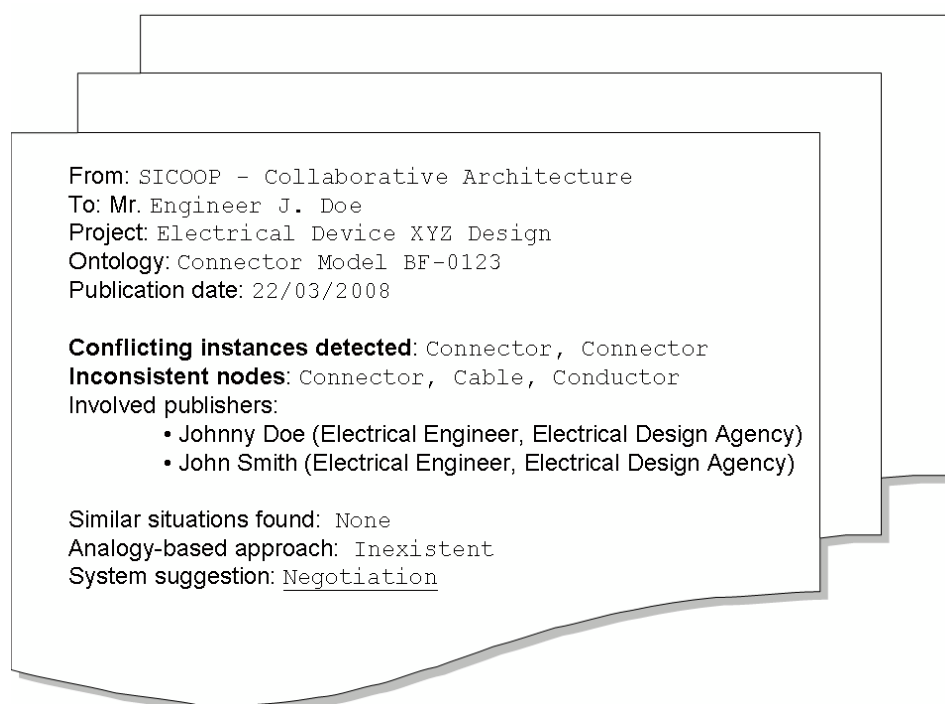 From: SICOOP - Collaborative Architecture
To: Mr. Engineer J. Doe
Project: Electrical Device XYZ Design
Ontology: Connector Model BF-0123
Publication date: 22/03/2008
Conflicting instances detected: Connector, Connector
Inconsistent nodes: Connector, Cable, Conductor
Involved publishers:
• Johnny Doe (Electrical Engineer, Electrical Design Agency)
• John Smith (Electrical Engineer, Electrical Design Agency)
Similar situations found: None
Analogy-based approach: Inexistent
System suggestion: Negotiation